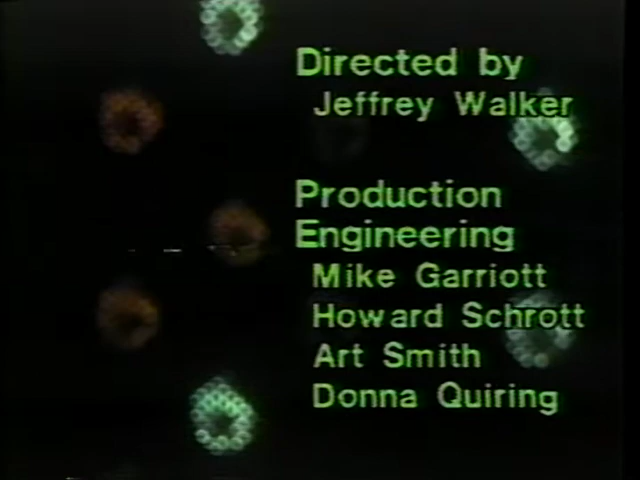 Directed by
Jeffrey Walker
Production
Engineering
Mike Garriott
Howard Schrott
Art Smith
Donna Quiring